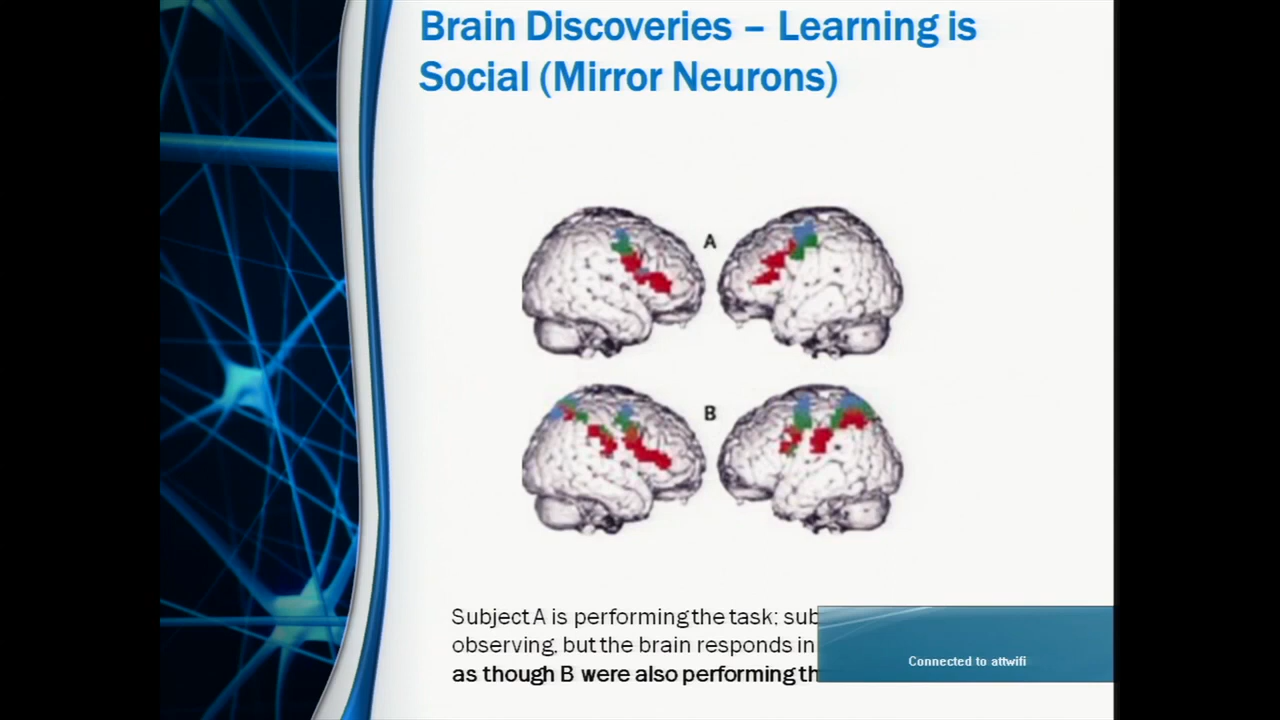 Brain Discoveries – Learning is
Social (Mirror Neurons)
A
B
Subject A is performing the task; sub
observing, but the brain responds in
as though B were also performing th
Connected to attwifi